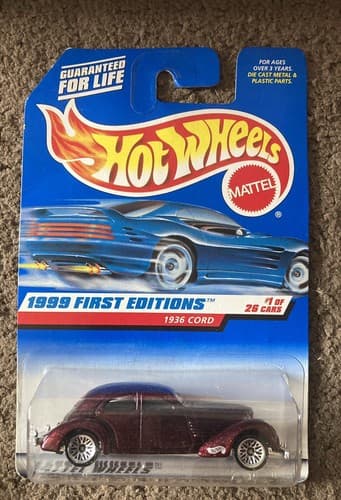 GUARANTEED
FOR LIFE
FOR AGES
OVER 3 YEARS.
DIE CAST METAL &
PLASTIC PARTS.
HOT WHEELS
MATTEL
®
1999 FIRST EDITIONS™
#1 OF
26 CARS
1936 CORD